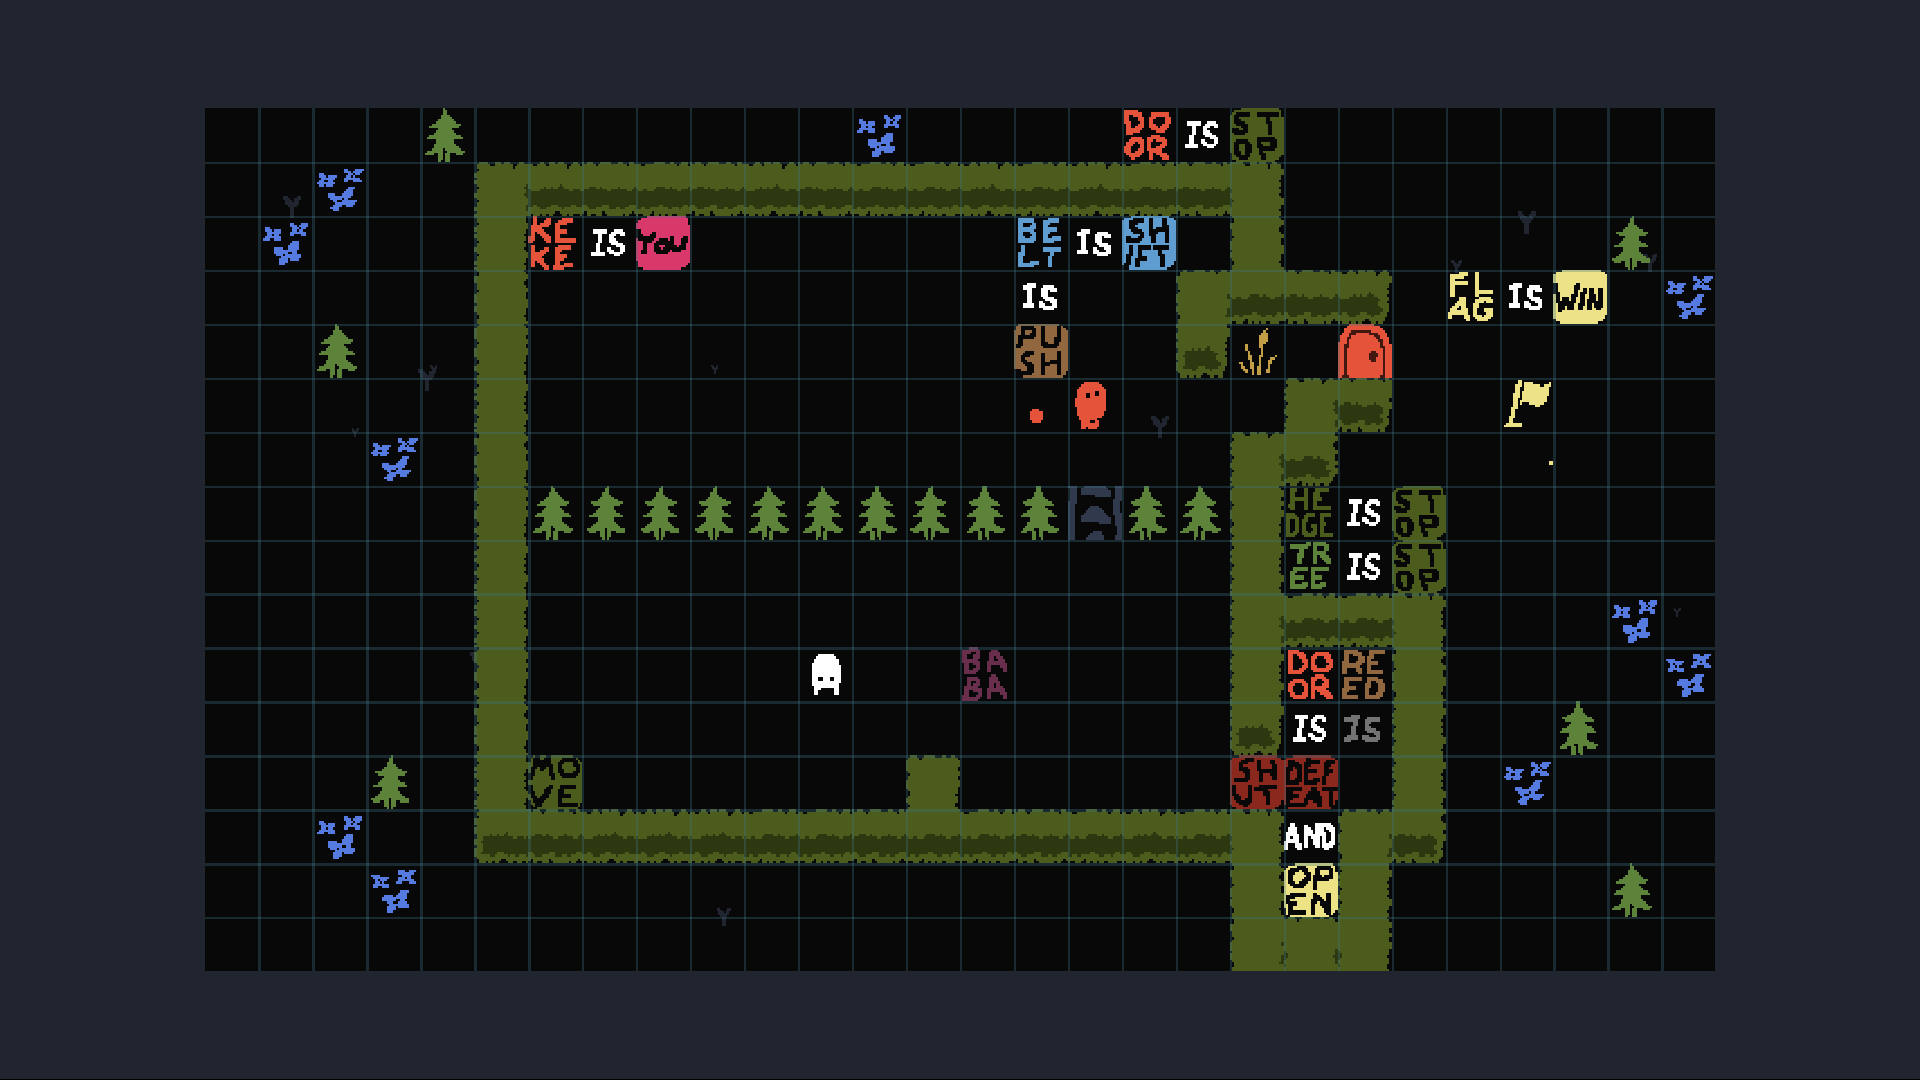 DOOR IS STOP
KEKE IS YOU BELT IS SHIFT
IS FLAG IS WIN
PUSH
HEDGE IS STOP
TREE IS STOP
BABA DOOR REED
IS IS
MOVE SHUT DEFEAT
AND
OPEN